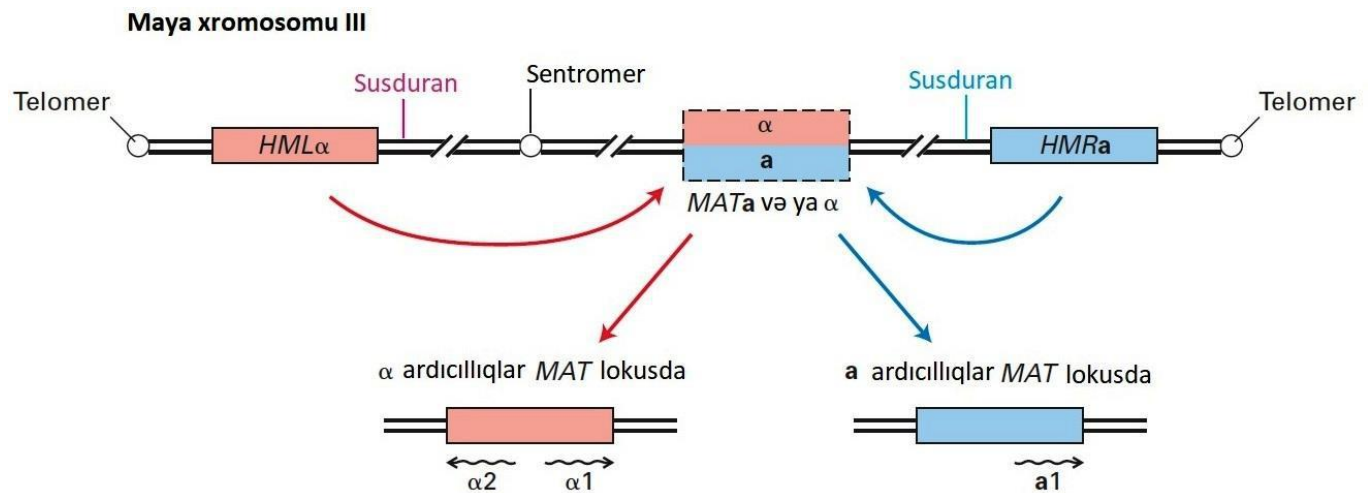 Maya xromosomu III
Telomer
Susduran
Sentromer
Susduran
Telomer
HMLα
α
a
HMRa
MATa və ya α
α ardıcıllıqlar MAT lokusda
a ardıcıllıqlar MAT lokusda
α2
α1
a1